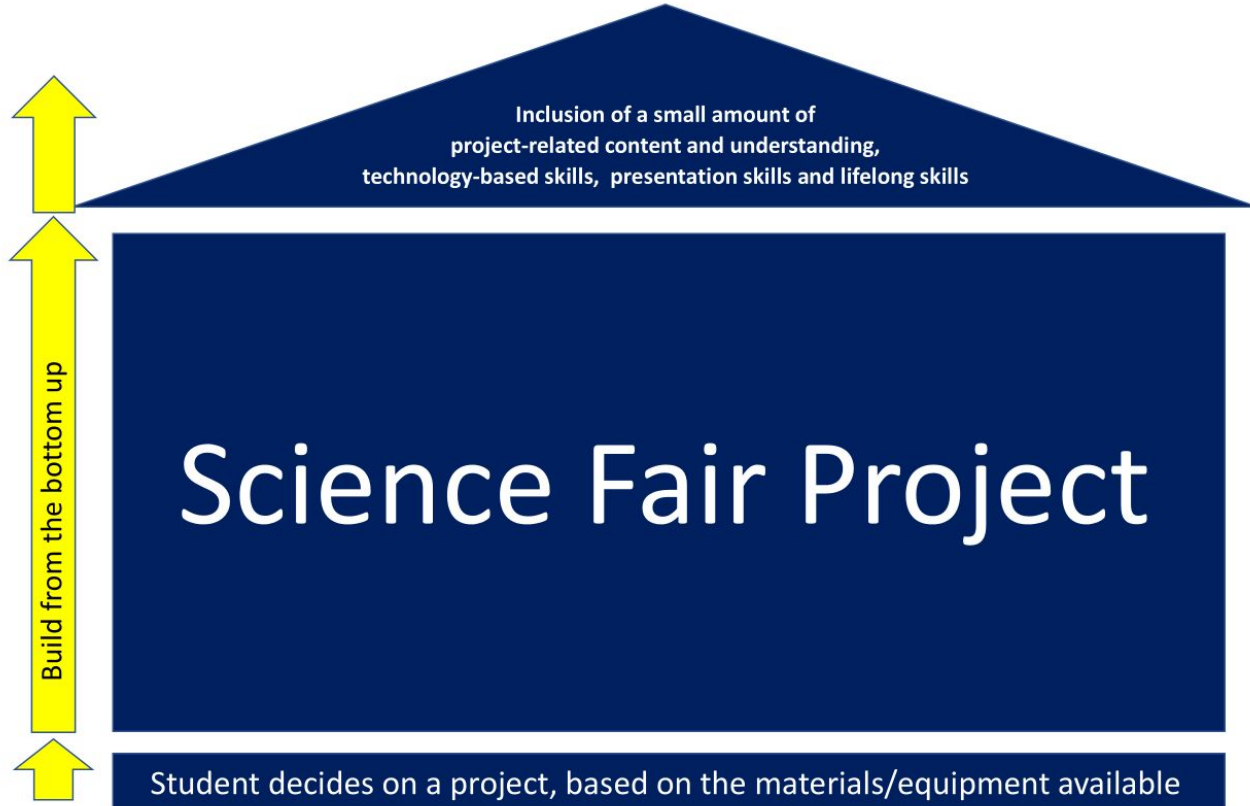 Inclusion of a small amount of
project-related content and understanding,
technology-based skills, presentation skills and lifelong skills
Build from the bottom up
Science Fair Project
Student decides on a project, based on the materials/equipment available